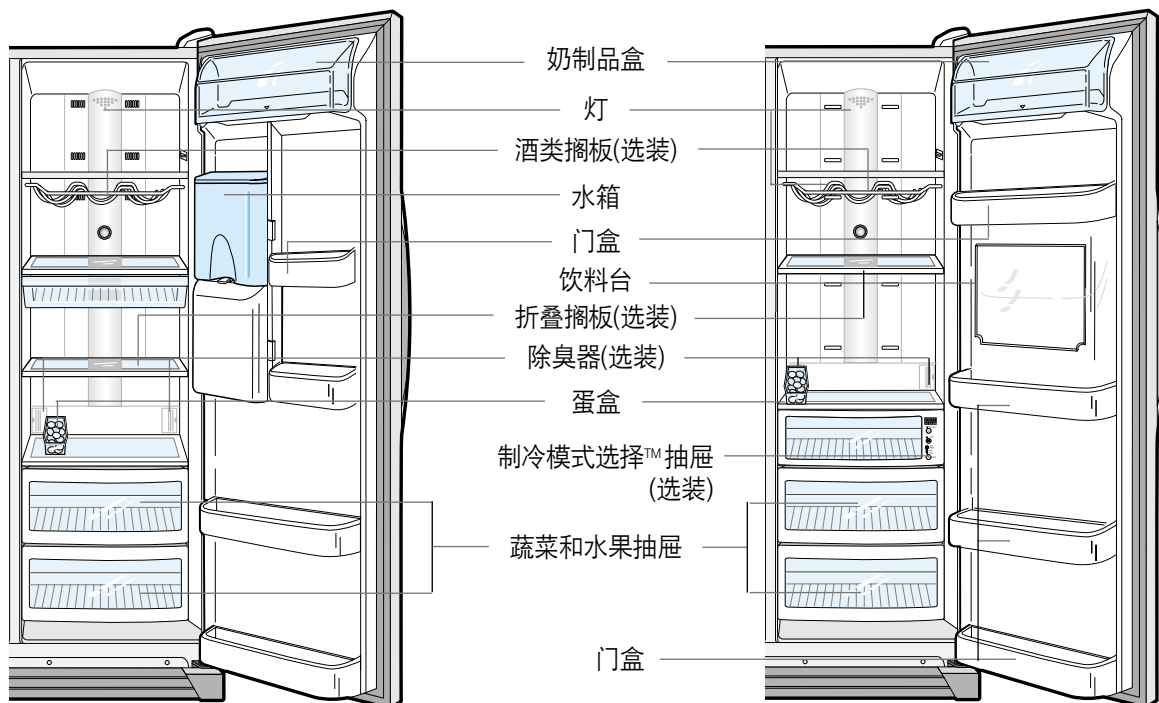 奶制品盒
灯
酒类搁板(选装)
水箱
门盒
饮料台
折叠搁板(选装)
除臭器(选装)
蛋盒
制冷模式选择™ 抽屉
(选装)
蔬菜和水果抽屉
门盒